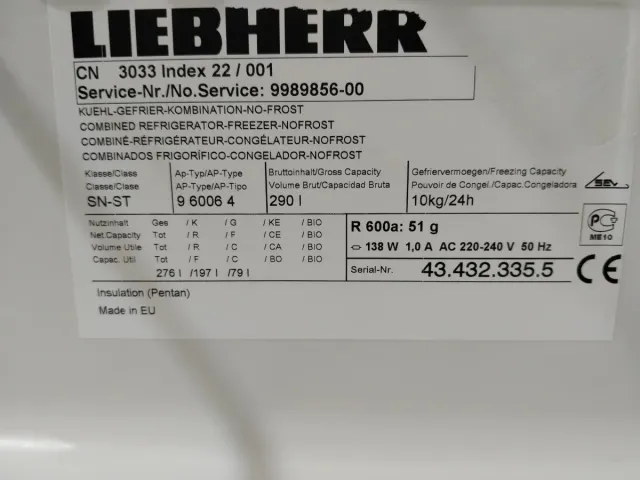 LIEBHERR
CN 3033 Index 22 / 001
Service-Nr./No.Service: 9989856-00
KUEHL-GEFRIER-KOMBINATION-NO-FROST
COMBINED REFRIGERATOR-FREEZER-NOFROST
COMBINÉ-RÉFRIGÉRATEUR-CONGÉLATEUR-NOFROST
COMBINADOS FRIGORÍFICO-CONGELADOR-NOFROST
Klasse/Class Ap-Typ/AP-Type Bruttoinhalt/Gross Capacity Gefriervermoegen/Freezing Capacity
Classe/Clase AP-Type/AP-Tipo Volume Brut/Capacidad Bruta Pouvoir de Congel./Capac.Congeladora
SN-ST 9 6006 4 290 l 10kg/24h
SEV
Nutzinhalt Ges / K / G / KE / BIO
Net.Capacity Tot / R / F / CE / BIO
Volume Utile Tot / R / C / CA / BIO
Capac. Util Tot / F / C / BO / BIO
276 l /197 l /79 l
R 600a: 51 g
138 W 1,0 A AC 220-240 V 50 Hz
Serial-Nr. 43.432.335.5
ME10
CE
Insulation (Pentan)
Made in EU